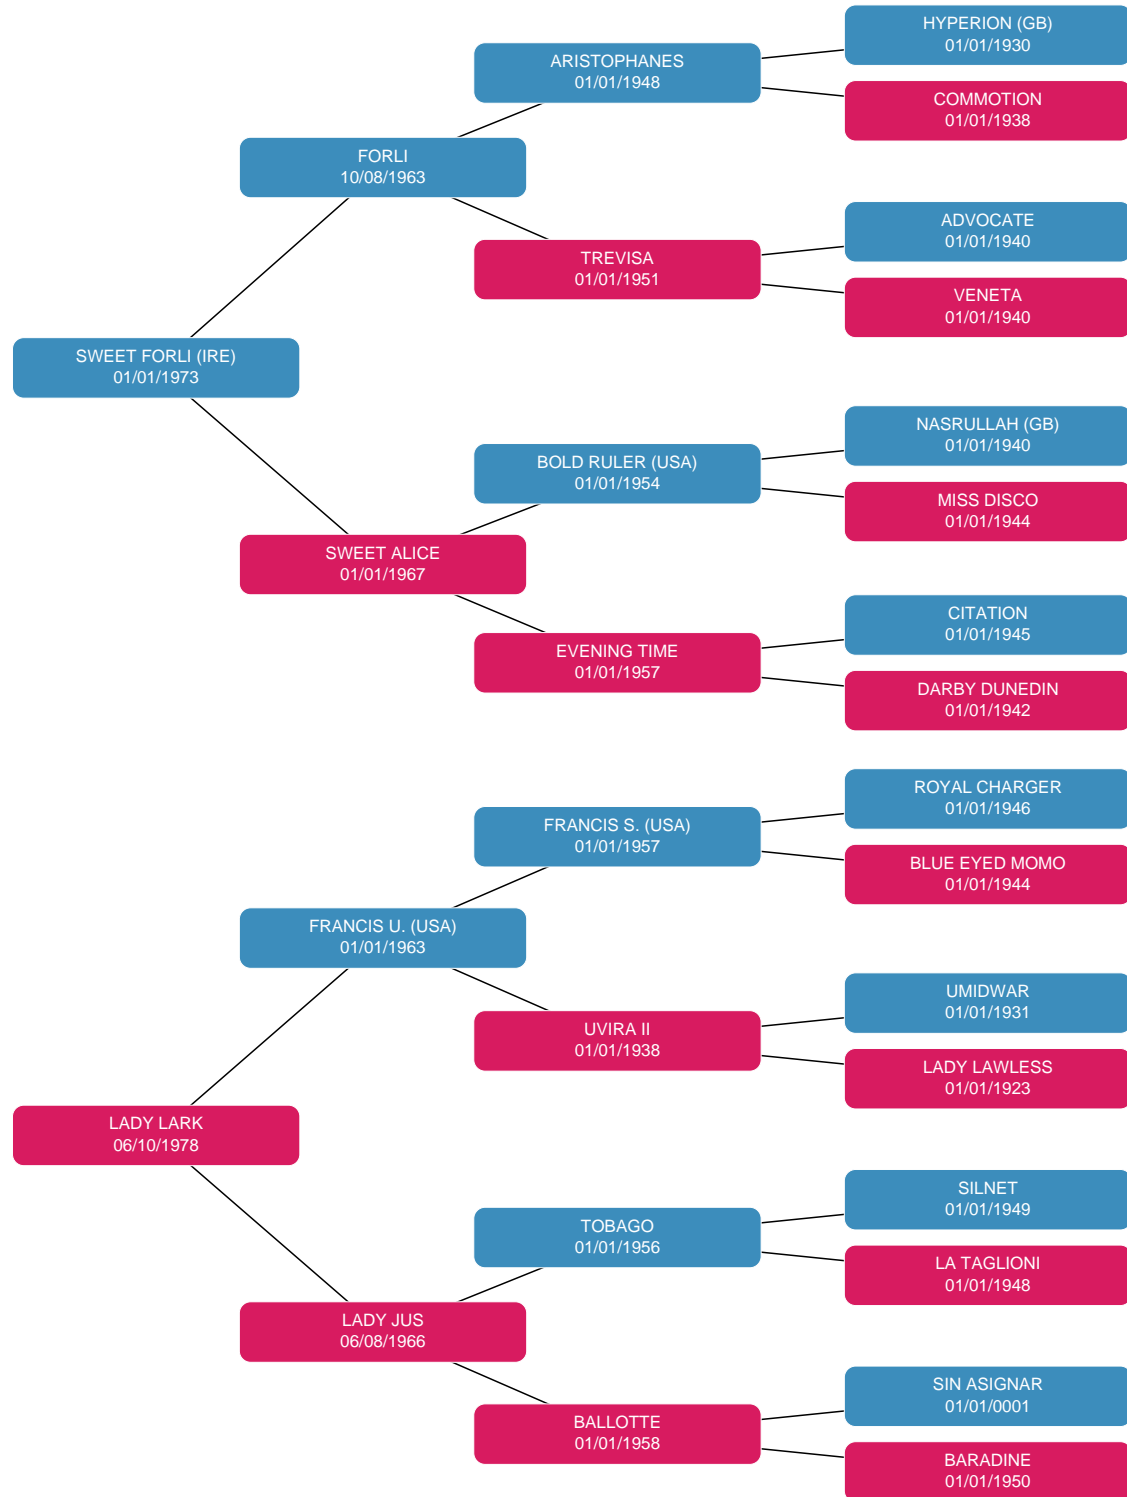 HYPERION (GB)
01/01/1930
ARISTOPHANES
01/01/1948
COMMOTION
01/01/1938
FORLI
10/08/1963
ADVOCATE
01/01/1940
TREVISA
01/01/1951
VENETA
01/01/1940
SWEET FORLI (IRE)
01/01/1973
NASRULLAH (GB)
01/01/1940
BOLD RULER (USA)
01/01/1954
MISS DISCO
01/01/1944
SWEET ALICE
01/01/1967
CITATION
01/01/1945
EVENING TIME
01/01/1957
DARBY DUNEDIN
01/01/1942
ROYAL CHARGER
01/01/1946
FRANCIS S. (USA)
01/01/1957
BLUE EYED MOMO
01/01/1944
FRANCIS U. (USA)
01/01/1963
UMIDWAR
01/01/1931
UVIRA II
01/01/1938
LADY LAWLESS
01/01/1923
LADY LARK
06/10/1978
SILNET
01/01/1949
TOBAGO
01/01/1956
LA TAGLIONI
01/01/1948
LADY JUS
06/08/1966
SIN ASIGNAR
01/01/0001
BALLOTTE
01/01/1958
BARADINE
01/01/1950